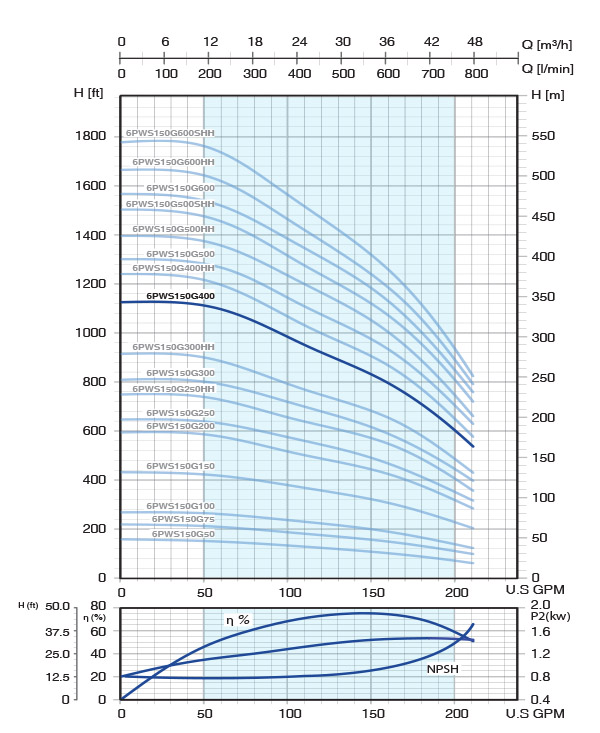 0 6 12 18 24 30 36 42 48 Q [m³/h]
0 100 200 300 400 500 600 700 800 Q [l/min]
H [ft] H [m]
1800 550
1600 500
1400 450
1200 400
1000 350
800 300
600 250
400 200
200 150
0 100
50
0
6PWS1s0G600SHH
6PWS1s0G600HH
6PWS1s0G600
6PWS1s0Gs00SHH
6PWS1s0Gs00HH
6PWS1s0Gs00
6PWS1s0G400HH
6PWS1s0G400
6PWS1s0G300HH
6PWS1s0G300
6PWS1s0G2s0HH
6PWS1s0G2s0
6PWS1s0G200
6PWS1s0G1s0
6PWS1s0G100
6PWS1s0G7s
6PWS1s0Gs0
0 50 100 150 200 U.S GPM
H (ft) 50.0 80 2.0
η (%) P2(kw)
37.5 60 1.6
25.0 40 1.2
12.5 20 0.8
0 0 0.4
η %
NPSH
0 50 100 150 200 U.S GPM